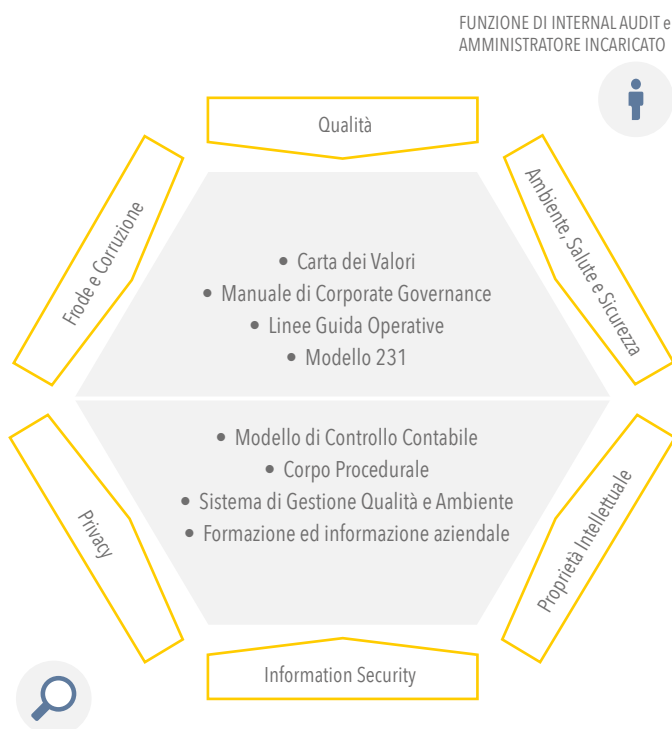 FUNZIONE DI INTERNAL AUDIT e
AMMINISTRATORE INCARICATO
Qualità
Frode e Corruzione
Ambiente, Salute e Sicurezza
• Carta dei Valori
• Manuale di Corporate Governance
• Linee Guida Operative
• Modello 231
• Modello di Controllo Contabile
• Corpo Procedurale
• Sistema di Gestione Qualità e Ambiente
• Formazione ed informazione aziendale
Privacy
Proprietà Intellettuale
Information Security